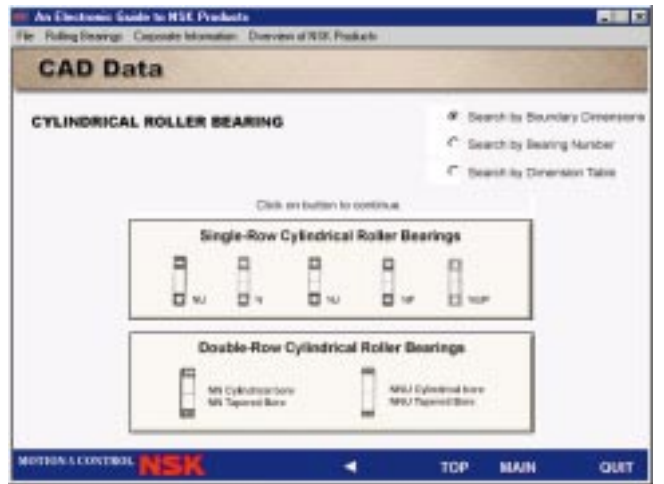 An Electronic Guide to NSK Products
File Rolling Bearings Corporate Information Overview of NSK Products
CAD Data
CYLINDRICAL ROLLER BEARING
Search by Boundary Dimensions
Search by Bearing Number
Search by Dimension Table
Click on button to continue
Single-Row Cylindrical Roller Bearings
N NJ NF NUP
Double-Row Cylindrical Roller Bearings
NN Cylindrical bore
NN Tapered Bore
NNU Cylindrical bore
NNU Tapered Bore
MOTION & CONTROL NSK
TOP MAIN QUIT